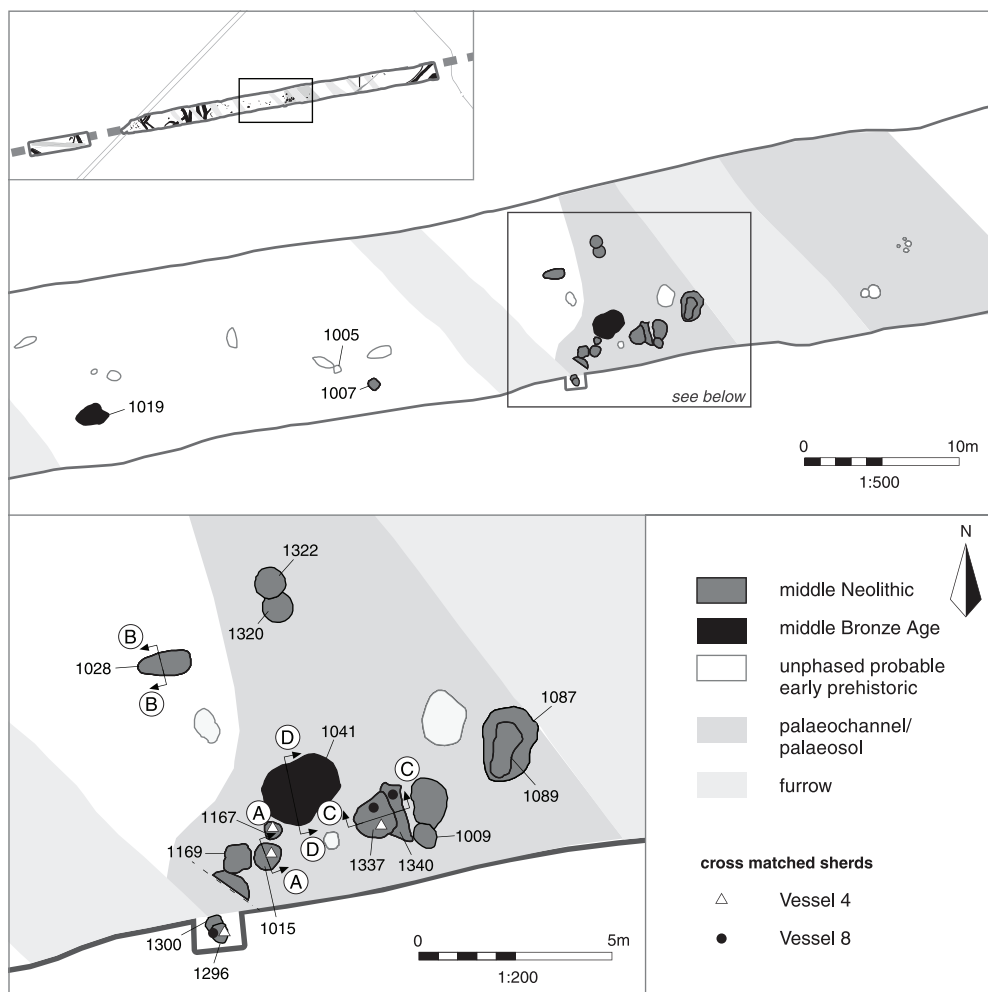 1005
1007
1019
see below
0 10m
1:500
1322
1320
B
1028
B
1087
D
1041
C
1089
A
1167
C
D
1009
1169
1337
1340
A
1015
1300
1296
0 5m
1:200
N
middle Neolithic
middle Bronze Age
unphased probable
early prehistoric
palaeochannel/
palaeosol
furrow
cross matched sherds
Vessel 4
Vessel 8